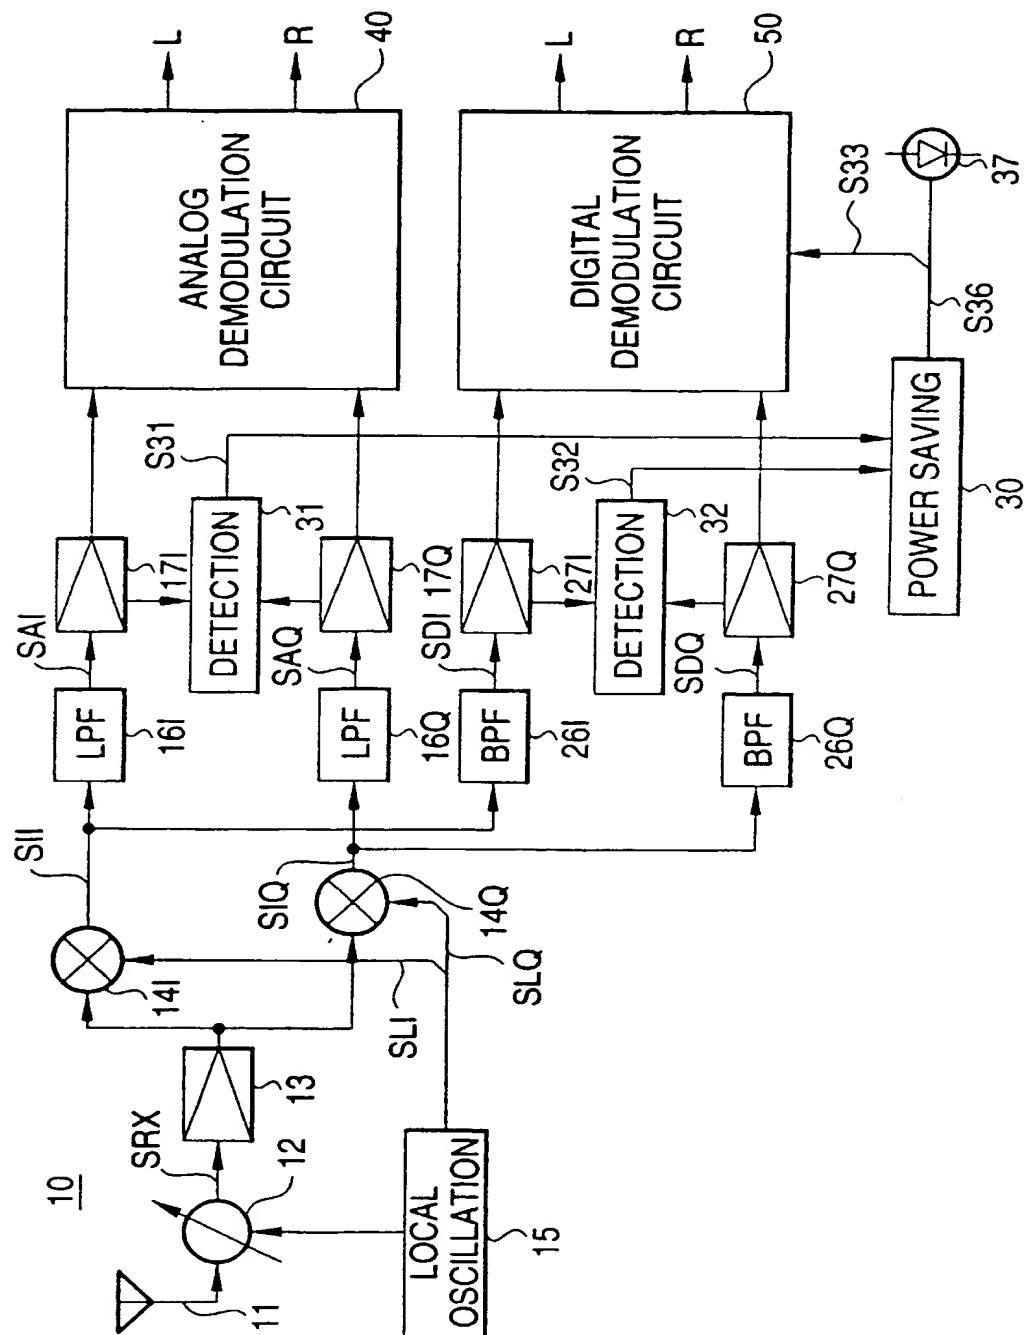 10
11
12
SRX
13
LOCAL
OSCILLATION
15
14I
SII
SLI
SLQ
SIQ
14Q
LPF
16I
SAI
17I
DETECTION
31
S31
LPF
16Q
SAQ
17Q
ANALOG
DEMODULATION
CIRCUIT
40
L
R
BPF
26I
SDI
27I
DETECTION
32
S32
BPF
26Q
SDQ
27Q
DIGITAL
DEMODULATION
CIRCUIT
50
L
R
POWER SAVING
30
S36
S33
37